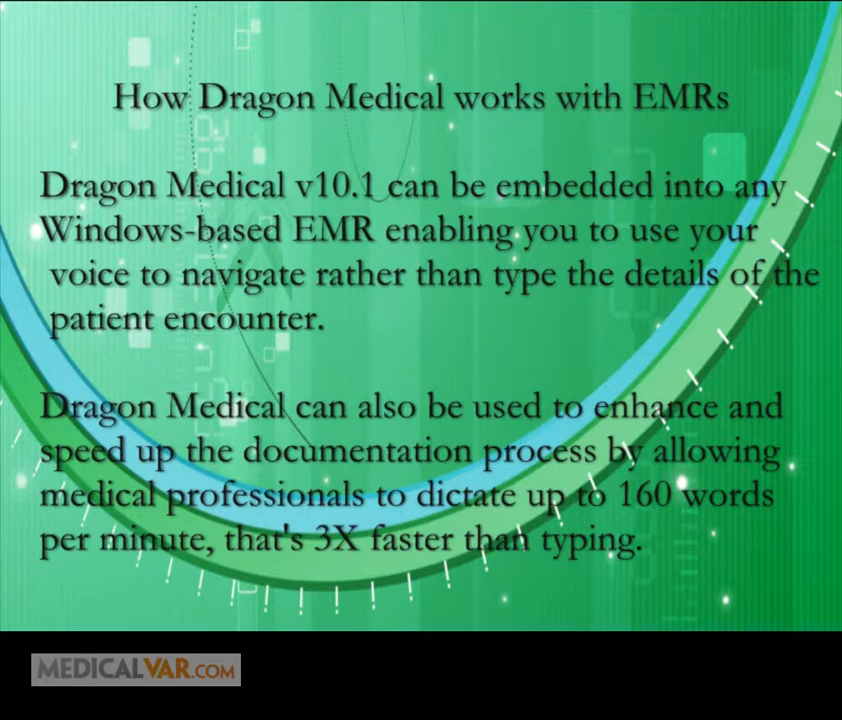 How Dragon Medical works with EMRs
Dragon Medical v10.1 can be embedded into any
Windows-based EMR enabling you to use your
voice to navigate rather than type the details of the
patient encounter.
Dragon Medical can also be used to enhance and
speed up the documentation process by allowing
medical professionals to dictate up to 160 words
per minute, that's 3X faster than typing.
MEDICALVAR.COM